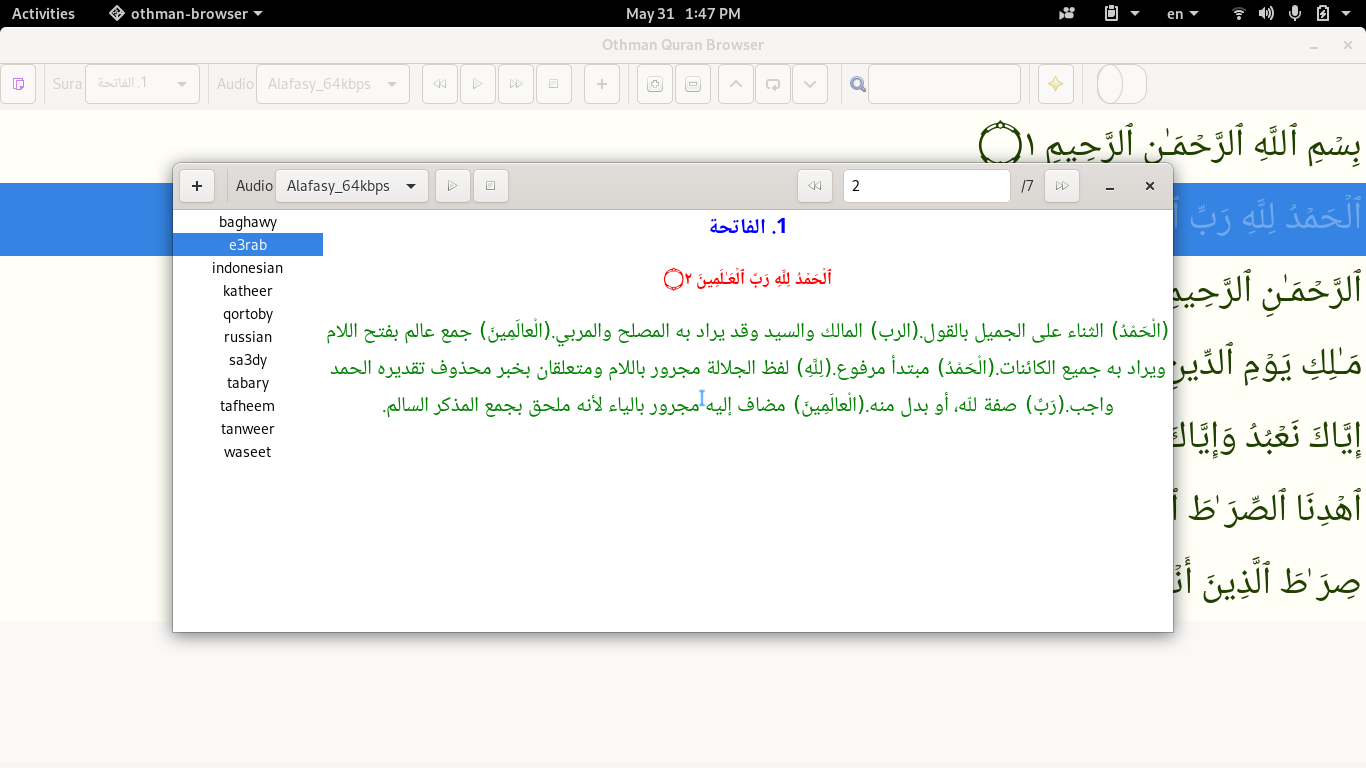 Activities othman-browser May 31 1:47 PM en
Othman Quran Browser
Sura 1. الفاتحة Audio Alafasy_64kbps
بِسْمِ ٱللَّهِ ٱلرَّحْمَـٰنِ ٱلرَّحِيمِ ١
ٱلْحَمْدُ لِلَّهِ رَبِّ
ٱلرَّحْمَـٰنِ ٱلرَّحِيمِ
مَـٰلِكِ يَوْمِ ٱلدِّينِ
إِيَّاكَ نَعْبُدُ وَإِيَّاكَ
ٱهْدِنَا ٱلصِّرَٰطَ
صِرَٰطَ ٱلَّذِينَ
Audio Alafasy_64kbps 2 /7
baghawy
e3rab
indonesian
katheer
qortoby
russian
sa3dy
tabary
tafheem
tanweer
waseet
1. الفاتحة
ٱلْحَمْدُ لِلَّهِ رَبِّ ٱلْعَـٰلَمِينَ ٢
(الْحَمْدُ) الثناء على الجميل بالقول.(الرب) المالك والسيد وقد يراد به المصلح والمربي.(الْعالَمِينَ) جمع عالم بفتح اللام
ويراد به جميع الكائنات.(الْحَمْدُ) مبتدأ مرفوع.(لِلَّهِ) لفظ الجلالة مجرور باللام ومتعلقان بخبر محذوف تقديره الحمد
واجب.(رَبِّ) صفة للّه، أو بدل منه.(الْعالَمِينَ) مضاف إليه مجرور بالياء لأنه ملحق بجمع المذكر السالم.